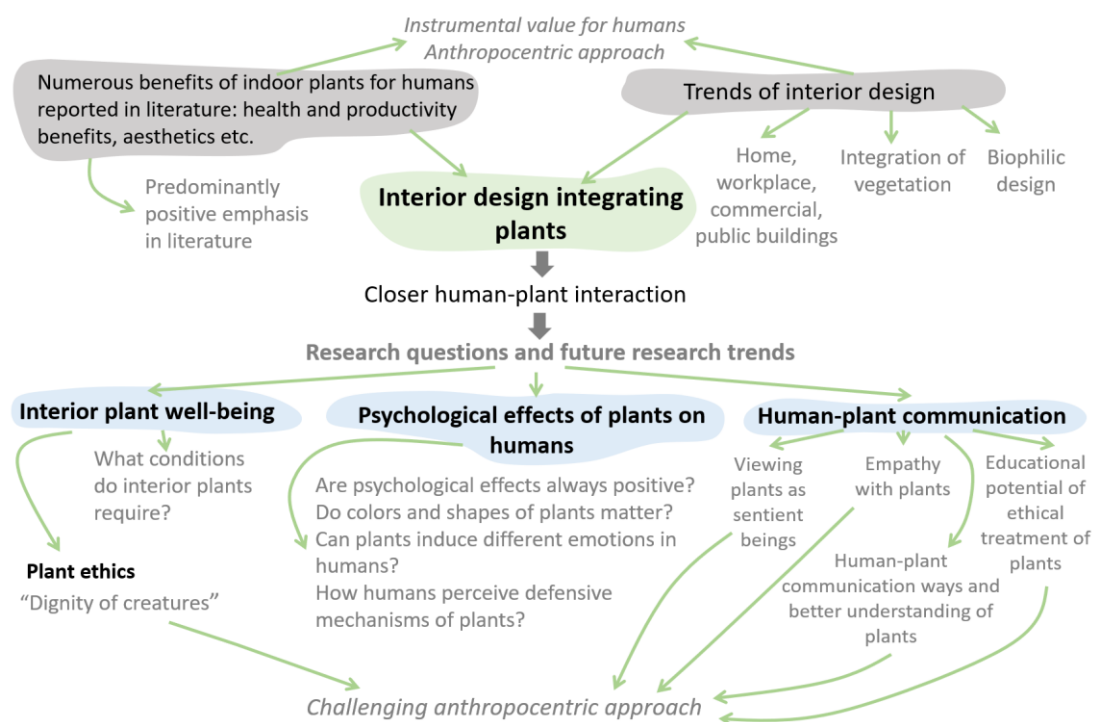 Instrumental value for humans
Anthropocentric approach
Numerous benefits of indoor plants for humans
reported in literature: health and productivity
benefits, aesthetics etc.
Trends of interior design
Predominantly
positive emphasis
in literature
Interior design integrating
plants
Home,
workplace,
commercial,
public buildings
Integration of
vegetation
Biophilic
design
Closer human-plant interaction
Research questions and future research trends
Interior plant well-being
Psychological effects of plants on
humans
Human-plant communication
What conditions
do interior plants
require?
Plant ethics
“Dignity of creatures”
Are psychological effects always positive?
Do colors and shapes of plants matter?
Can plants induce different emotions in
humans?
How humans perceive defensive
mechanisms of plants?
Viewing
plants as
sentient
beings
Empathy
with plants
Human-plant
communication ways and
better understanding of
plants
Educational
potential of
ethical
treatment of
plants
Challenging anthropocentric approach